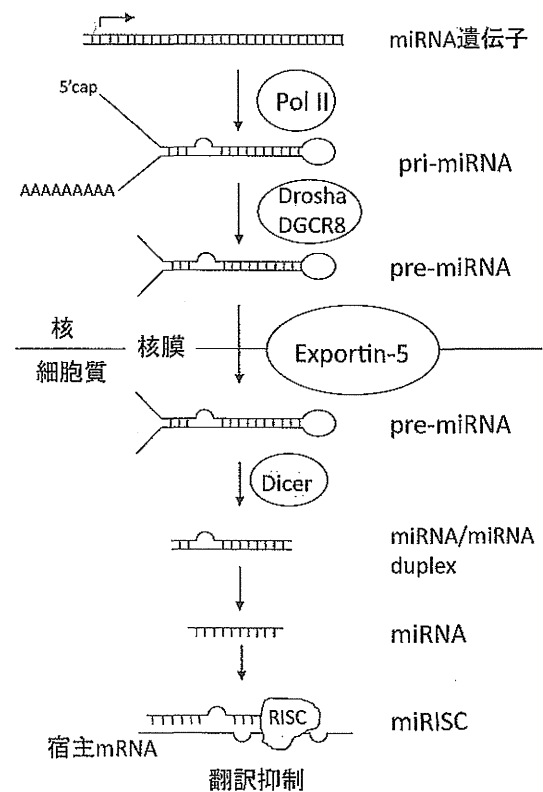 miRNA遺伝子
5'cap
Pol II
pri-miRNA
AAAAAAAAA
Drosha
DGCR8
pre-miRNA
核
核膜
Exportin-5
細胞質
pre-miRNA
Dicer
miRNA/miRNA
duplex
miRNA
RISC
miRISC
宿主mRNA
翻訳抑制